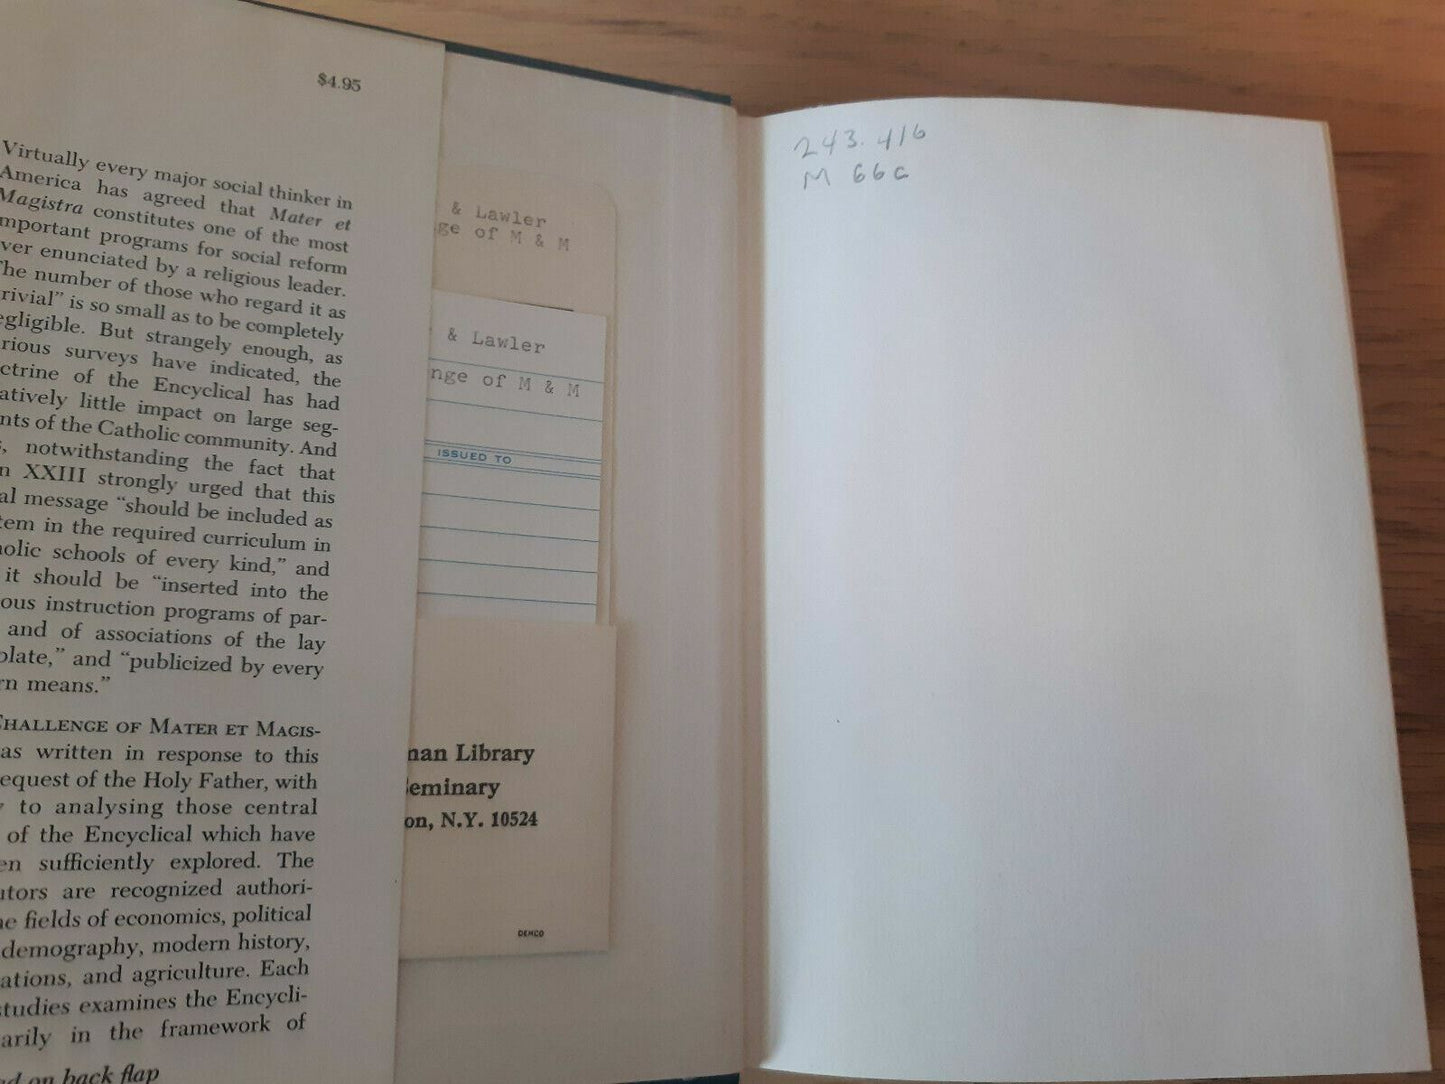 $4.95
Virtually every major social thinker in
America has agreed that Mater et
Magistra constitutes one of the most
mportant programs for social reform
ver enunciated by a religious leader.
he number of those who regard it as
rivial" is so small as to be completely
egligible. But strangely enough, as
rious surveys have indicated, the
ctrine of the Encyclical has had
atively little impact on large seg-
nts of the Catholic community. And
s, notwithstanding the fact that
n XXIII strongly urged that this
al message "should be included as
tem in the required curriculum in
holic schools of every kind," and
it should be "inserted into the
ous instruction programs of par-
and of associations of the lay
olate," and "publicized by every
rn means."
CHALLENGE OF MATER ET MAGIS-
as written in response to this
equest of the Holy Father, with
y to analysing those central
of the Encyclical which have
en sufficiently explored. The
utors are recognized authori-
he fields of economics, political
demography, modern history,
ations, and agriculture. Each
studies examines the Encycli-
arily in the framework of
ed on back flap
& Lawler
ge of M & M
& Lawler
nge of M & M
ISSUED TO
man Library
Seminary
on, N.Y. 10524
DEMCO
243.416
M 66c